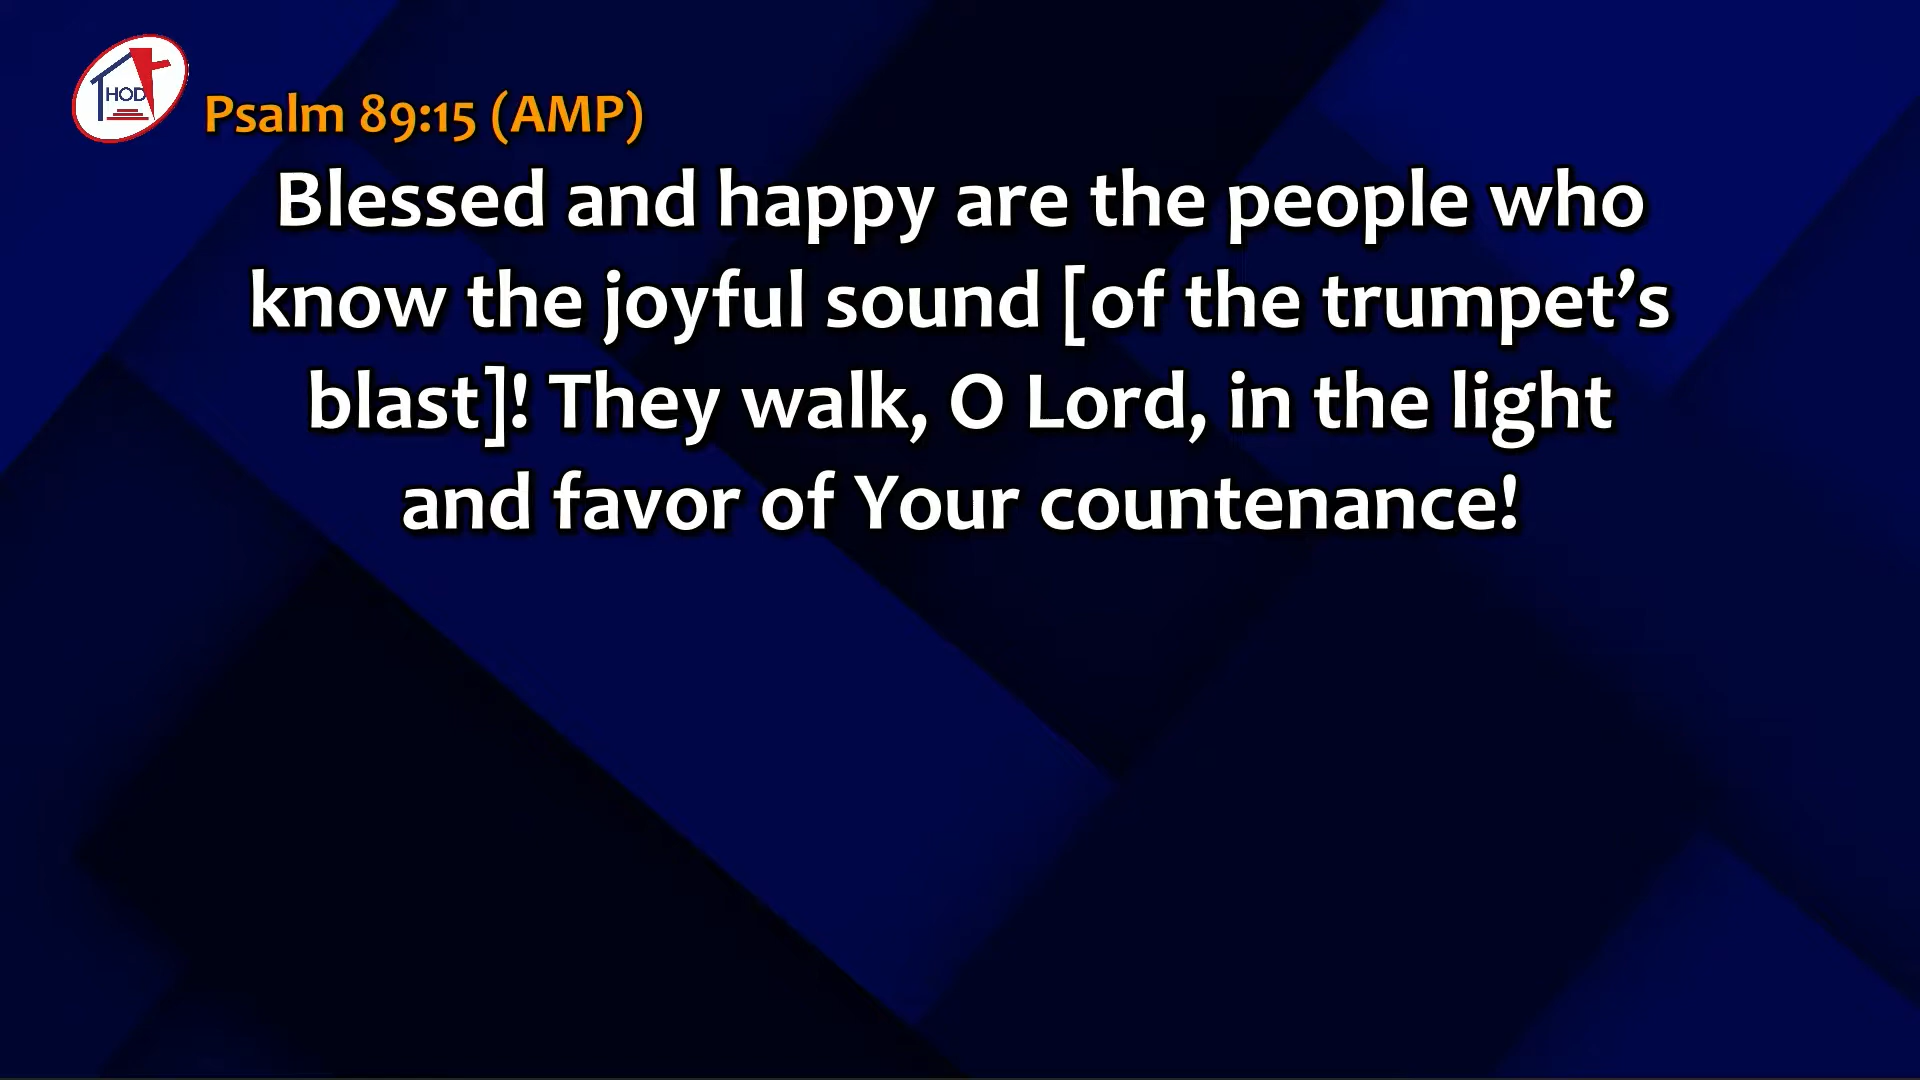 HOD
Psalm 89:15 (AMP)
Blessed and happy are the people who
know the joyful sound [of the trumpet’s
blast]! They walk, O Lord, in the light
and favor of Your countenance!